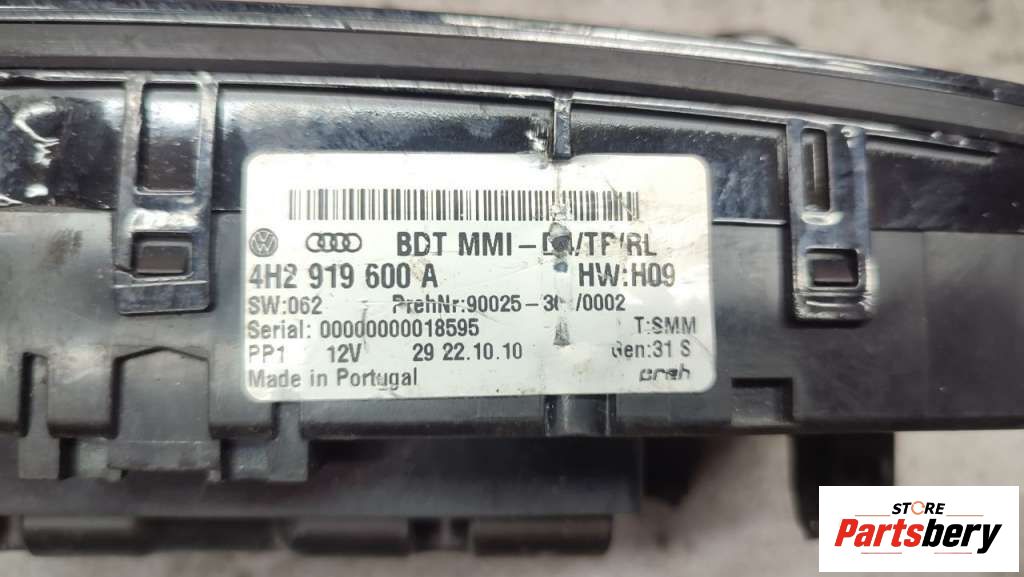 BDT MMI
4H2 919 600 A HW:H09
SW:062 /0002
Serial: 00000000018595 T:SMM
PP1 12V 29 22.10.10 Gen:31 S
Made in Portugal preh
STORE
Partsbery